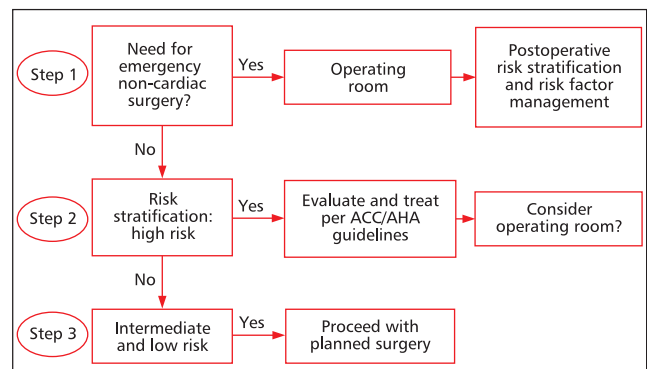 Step 1
Need for
emergency
non-cardiac
surgery?
Yes
Operating
room
Postoperative
risk stratification
and risk factor
management
No
Step 2
Risk
stratification:
high risk
Yes
Evaluate and treat
per ACC/AHA
guidelines
Consider
operating room?
No
Step 3
Intermediate
and low risk
Yes
Proceed with
planned surgery